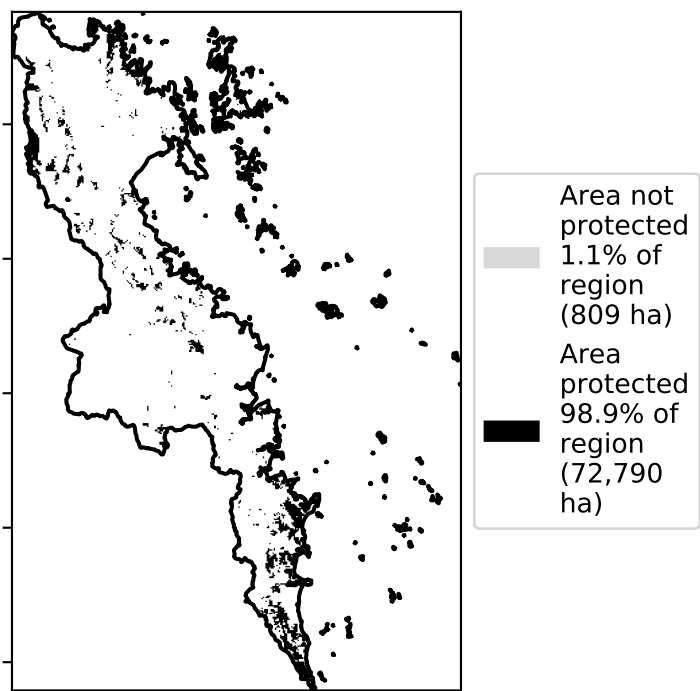 Area not
protected
1.1% of
region
(809 ha)
Area
protected
98.9% of
region
(72,790
ha)